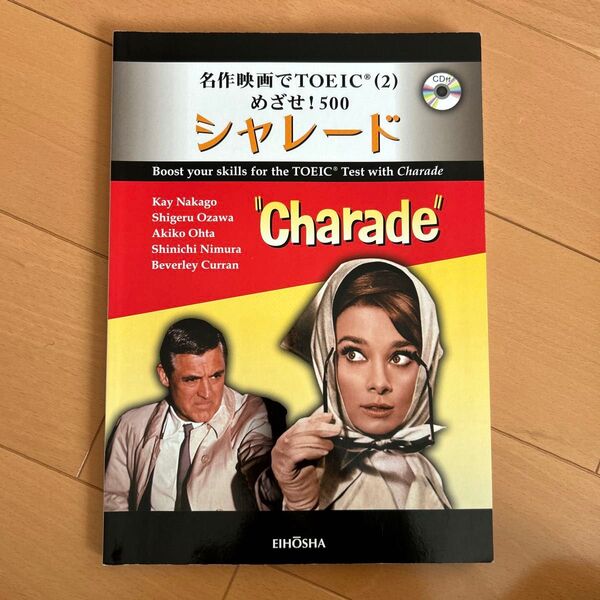 名作映画でTOEIC®(2)
めざせ!500
CD付
シャレード
Boost your skills for the TOEIC® Test with Charade
Kay Nakago
Shigeru Ozawa
Akiko Ohta
Shinichi Nimura
Beverley Curran
"Charade"
EIHŌSHA